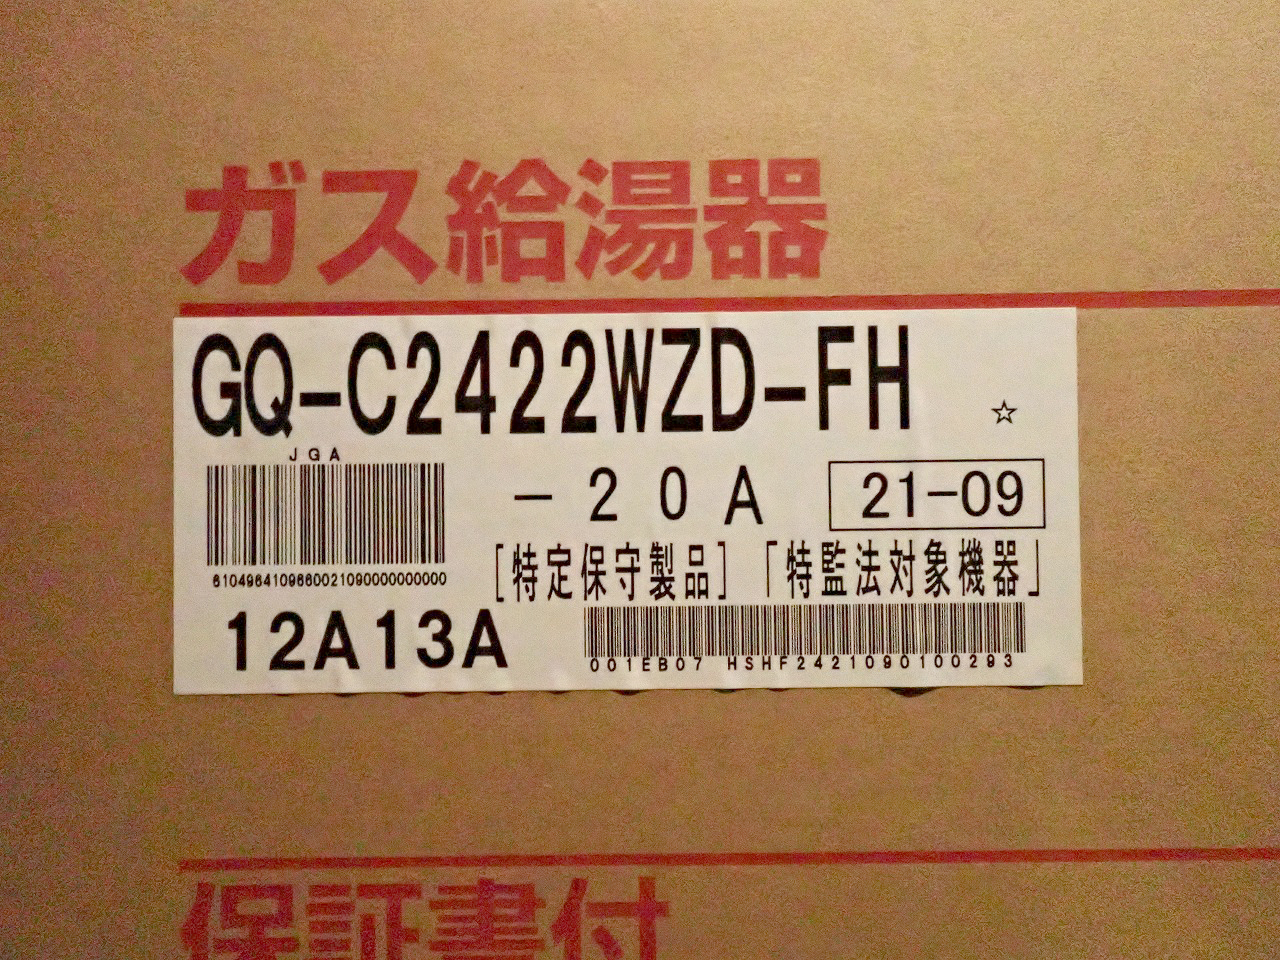 ガス給湯器
GQ-C2422WZD-FH ☆
JGA
-20A 21-09
6104964109660021090000000000
[特定保守製品] 「特監法対象機器」
12A13A
001EB07 HSHF2421090100293
保証書付